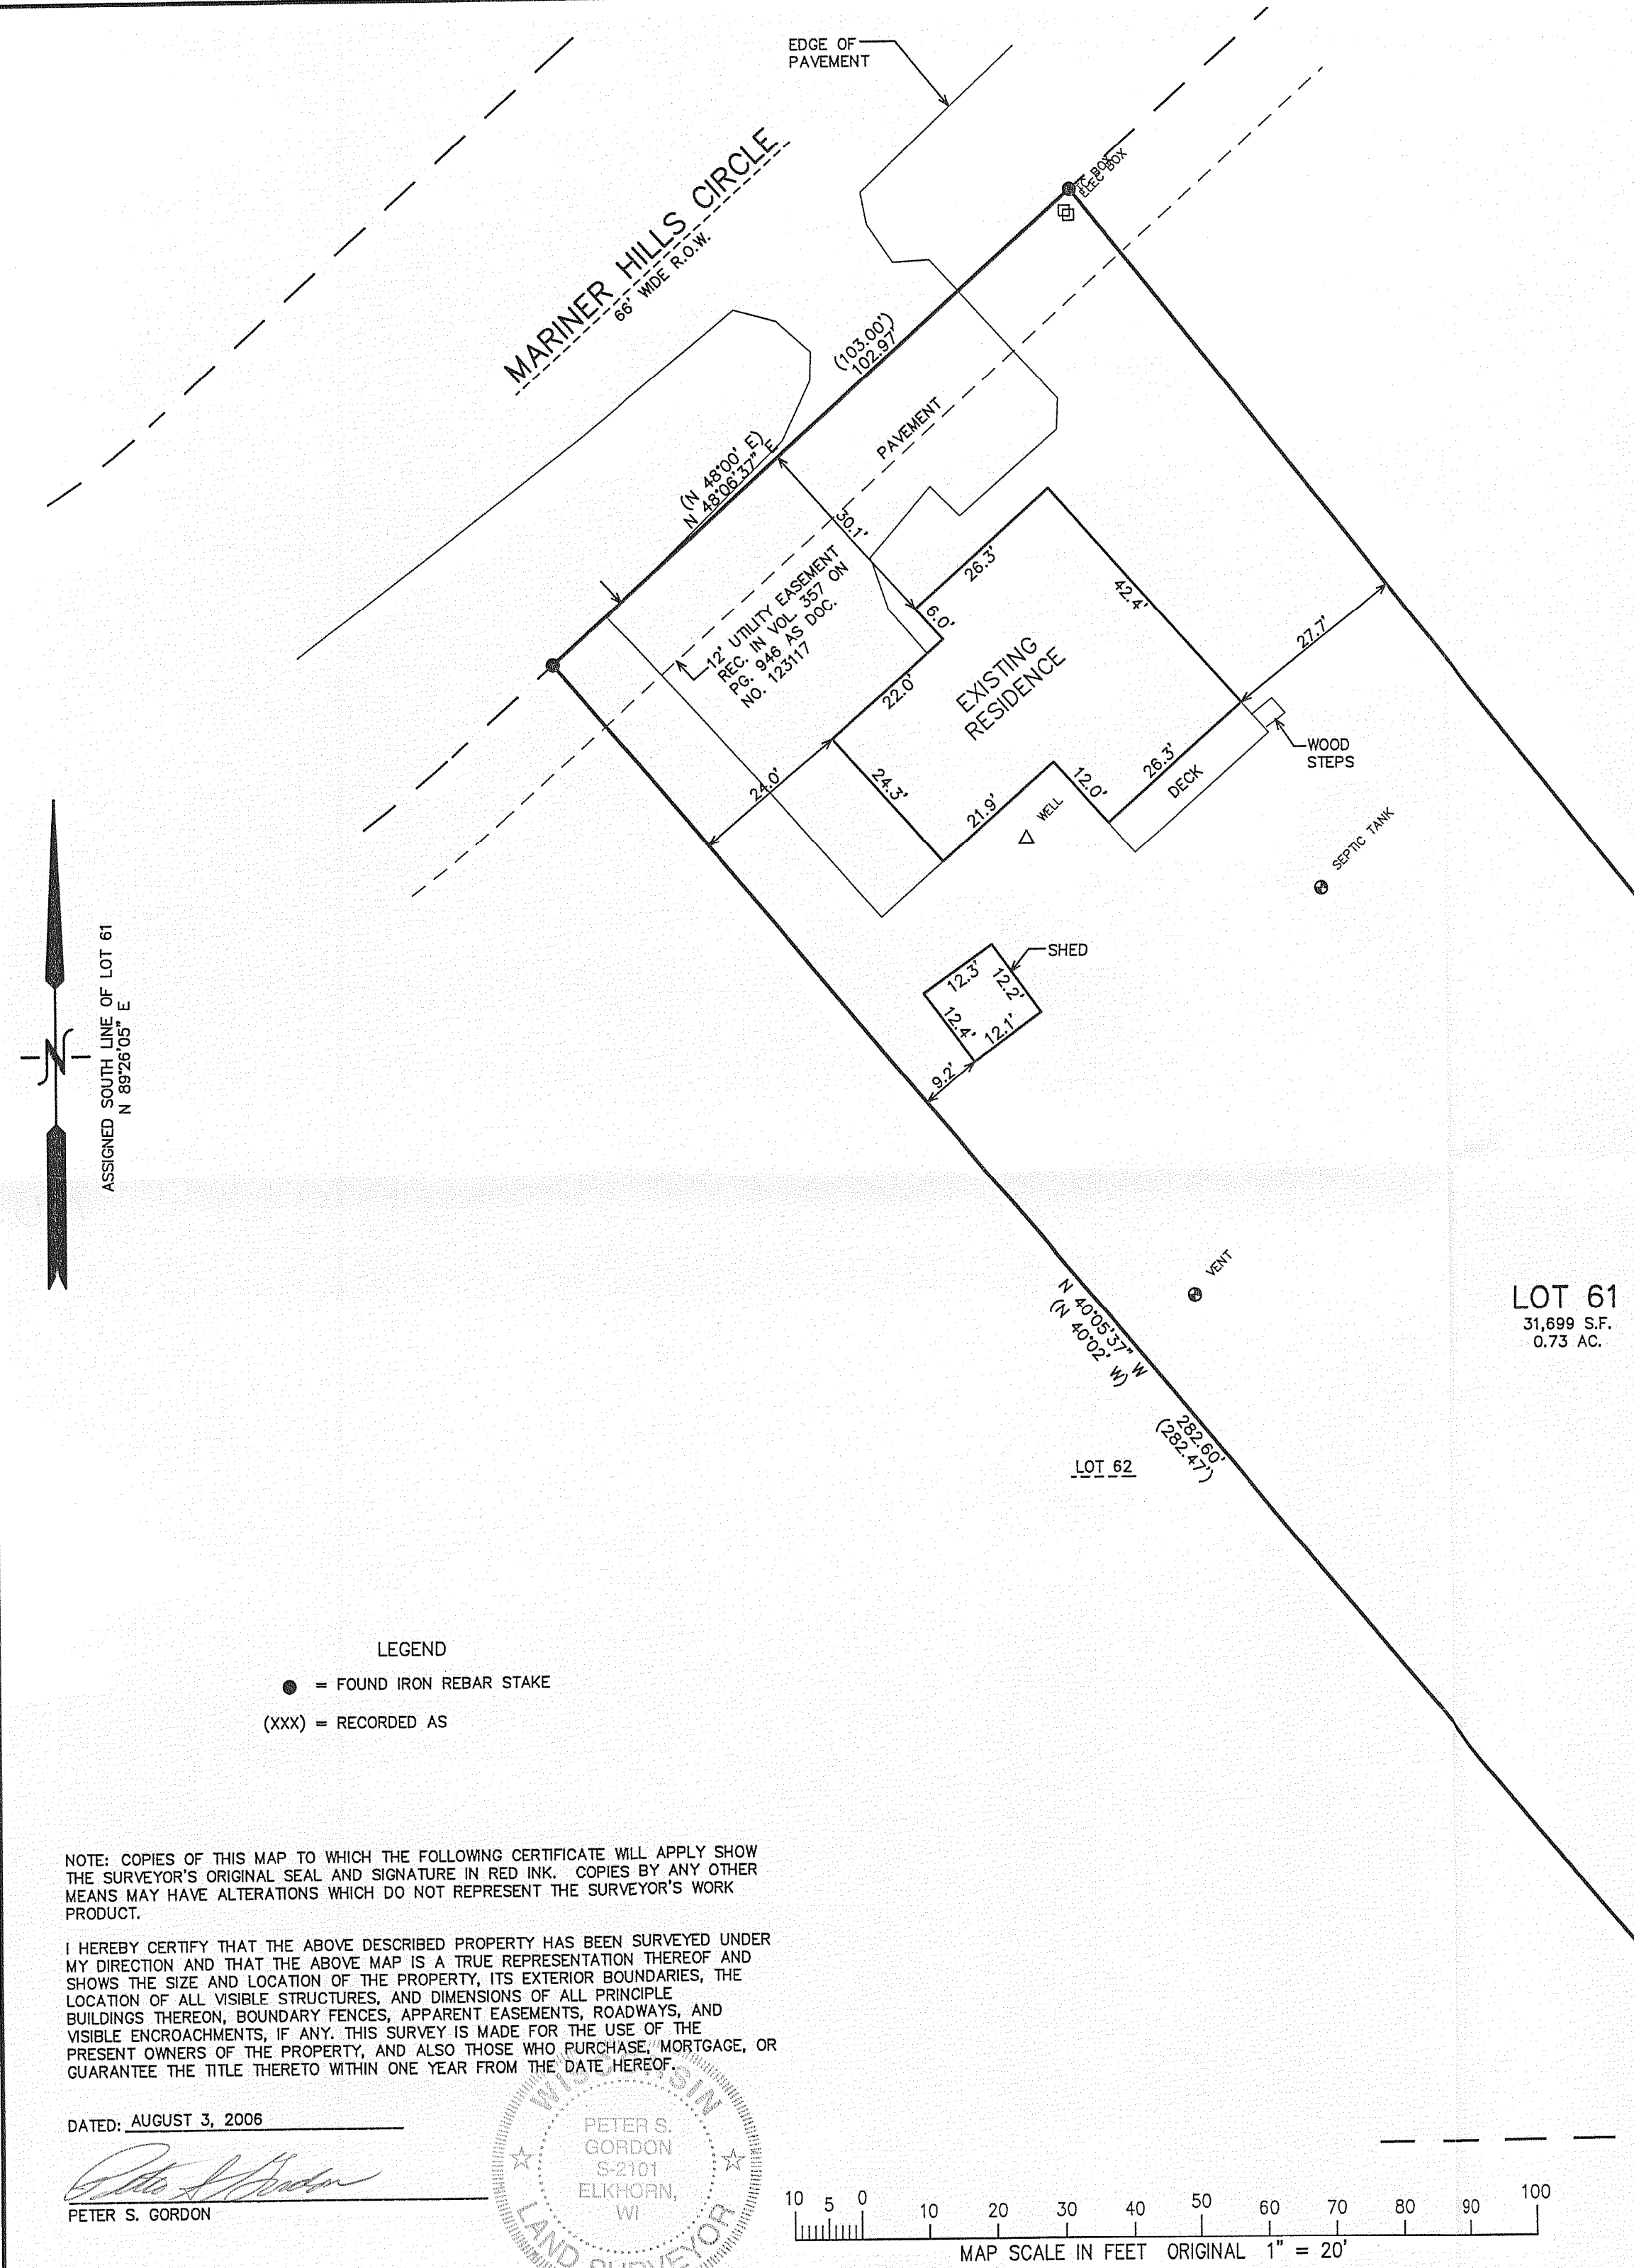 EDGE OF
PAVEMENT
MARINER HILLS CIRCLE
66' WIDE R.O.W.
ELEC BOX
(103.00')
102.97'
PAVEMENT
(N 48°00' E)
N 48°06'37" E
30.1'
12' UTILITY EASEMENT
REC. IN VOL. 357 ON
PG. 946 AS DOC.
NO. 123117
26.3'
6.0'
42.4'
27.7'
EXISTING
RESIDENCE
22.0'
24.0'
24.3'
21.9'
12.0'
26.3'
DECK
WOOD
STEPS
WELL
SEPTIC TANK
SHED
12.3'
12.2'
12.4'
12.1'
9.2'
N
ASSIGNED SOUTH LINE OF LOT 61
N 89°26'05" E
VENT
N 40°05'37" W
(N 40°02' W)
282.60'
(282.47')
LOT 61
31,699 S.F.
0.73 AC.
LOT 62
LEGEND
= FOUND IRON REBAR STAKE
(XXX) = RECORDED AS
NOTE: COPIES OF THIS MAP TO WHICH THE FOLLOWING CERTIFICATE WILL APPLY SHOW
THE SURVEYOR'S ORIGINAL SEAL AND SIGNATURE IN RED INK. COPIES BY ANY OTHER
MEANS MAY HAVE ALTERATIONS WHICH DO NOT REPRESENT THE SURVEYOR'S WORK
PRODUCT.
I HEREBY CERTIFY THAT THE ABOVE DESCRIBED PROPERTY HAS BEEN SURVEYED UNDER
MY DIRECTION AND THAT THE ABOVE MAP IS A TRUE REPRESENTATION THEREOF AND
SHOWS THE SIZE AND LOCATION OF THE PROPERTY, ITS EXTERIOR BOUNDARIES, THE
LOCATION OF ALL VISIBLE STRUCTURES, AND DIMENSIONS OF ALL PRINCIPLE
BUILDINGS THEREON, BOUNDARY FENCES, APPARENT EASEMENTS, ROADWAYS, AND
VISIBLE ENCROACHMENTS, IF ANY. THIS SURVEY IS MADE FOR THE USE OF THE
PRESENT OWNERS OF THE PROPERTY, AND ALSO THOSE WHO PURCHASE, MORTGAGE, OR
GUARANTEE THE TITLE THERETO WITHIN ONE YEAR FROM THE DATE HEREOF.
DATED: AUGUST 3, 2006
Peter S Gordon
PETER S. GORDON
WISCONSIN
PETER S.
GORDON
S-2101
ELKHORN,
WI
LAND SURVEYOR
10 5 0 10 20 30 40 50 60 70 80 90 100
MAP SCALE IN FEET ORIGINAL 1" = 20'